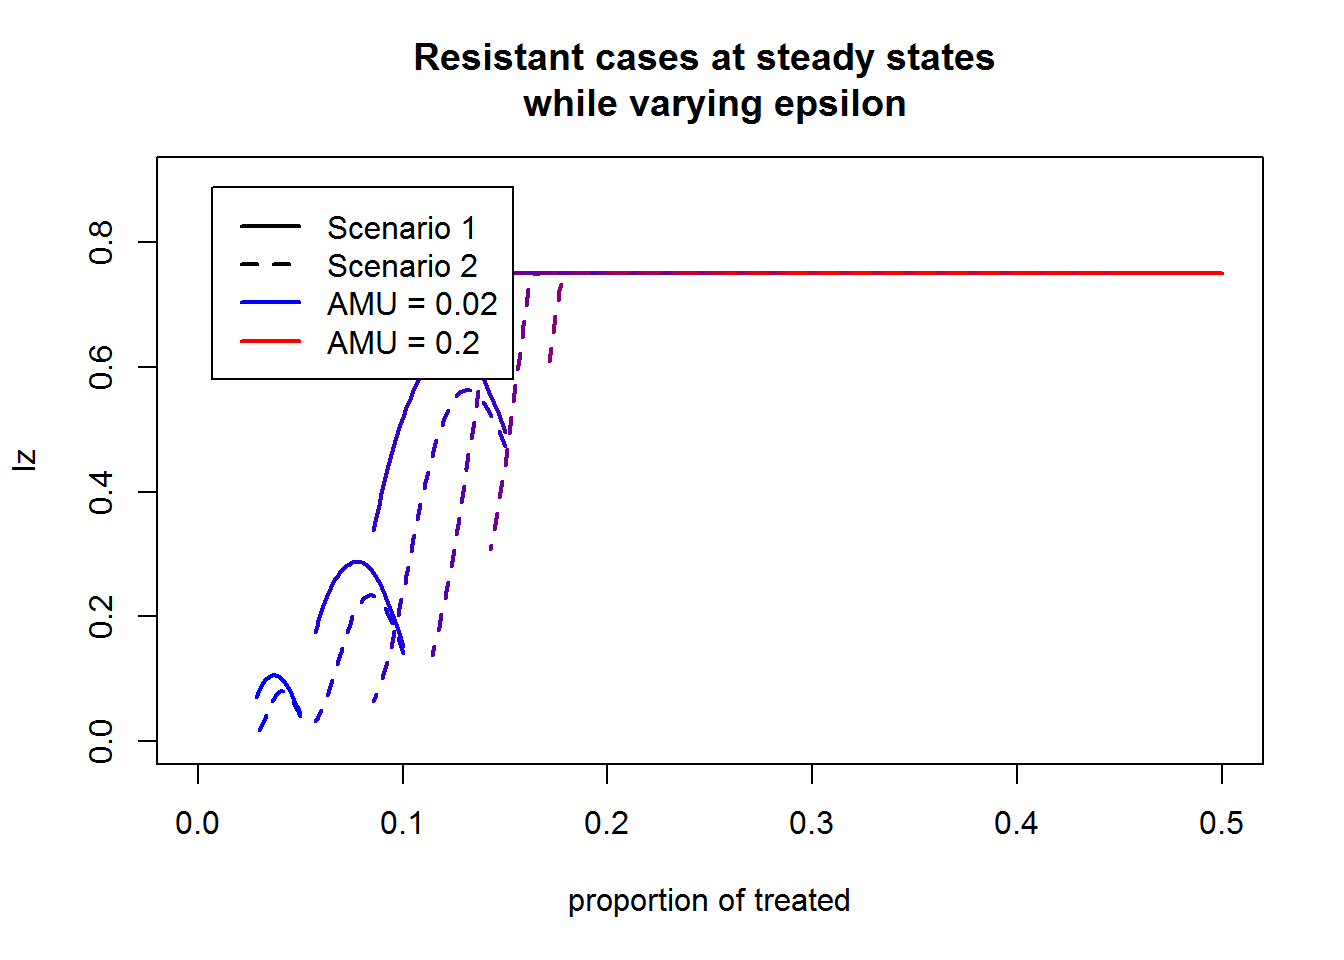 Resistant cases at steady states
while varying epsilon
Scenario 1
Scenario 2
AMU = 0.02
AMU = 0.2
Iz
0.8
0.6
0.4
0.2
0.0
0.0 0.1 0.2 0.3 0.4 0.5
proportion of treated